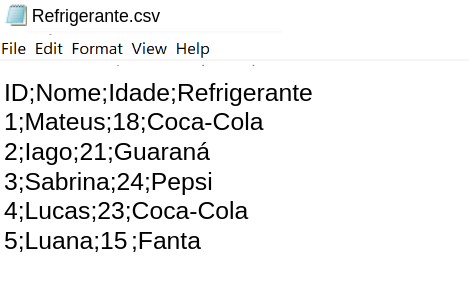 Refrigerante.csv
File Edit Format View Help
ID;Nome;Idade;Refrigerante
1;Mateus;18;Coca-Cola
2;Iago;21;Guaraná
3;Sabrina;24;Pepsi
4;Lucas;23;Coca-Cola
5;Luana;15;Fanta